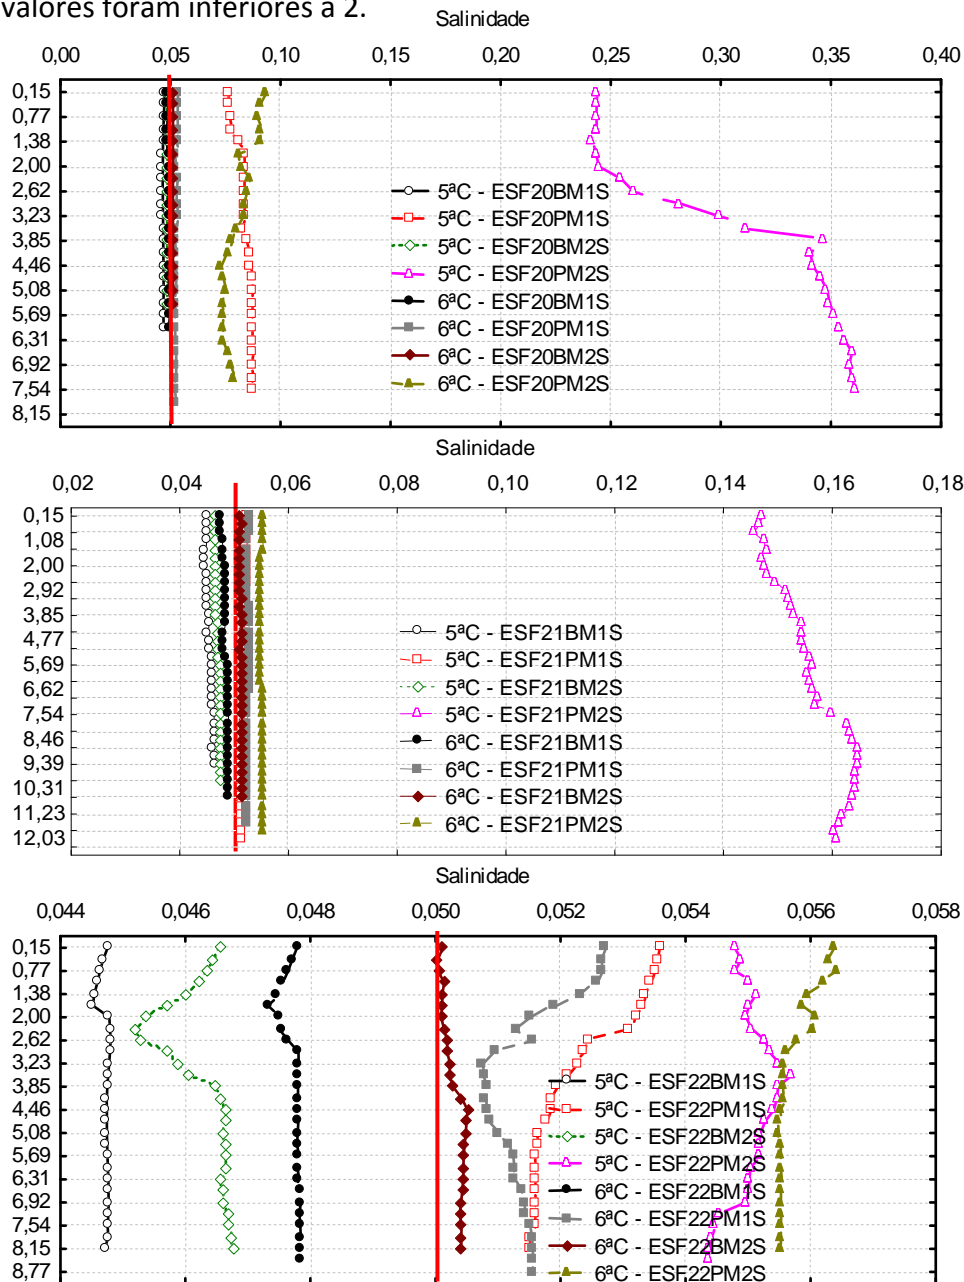 valores foram inferiores a 2.
Salinidade
0,00 0,05 0,10 0,15 0,20 0,25 0,30 0,35 0,40
0,15
0,77
1,38
2,00
2,62
3,23
3,85
4,46
5,08
5,69
6,31
6,92
7,54
8,15
5ªC - ESF20BM1S
5ªC - ESF20PM1S
5ªC - ESF20BM2S
5ªC - ESF20PM2S
6ªC - ESF20BM1S
6ªC - ESF20PM1S
6ªC - ESF20BM2S
6ªC - ESF20PM2S
Salinidade
0,02 0,04 0,06 0,08 0,10 0,12 0,14 0,16 0,18
0,15
1,08
2,00
2,92
3,85
4,77
5,69
6,62
7,54
8,46
9,39
10,31
11,23
12,03
5ªC - ESF21BM1S
5ªC - ESF21PM1S
5ªC - ESF21BM2S
5ªC - ESF21PM2S
6ªC - ESF21BM1S
6ªC - ESF21PM1S
6ªC - ESF21BM2S
6ªC - ESF21PM2S
Salinidade
0,044 0,046 0,048 0,050 0,052 0,054 0,056 0,058
0,15
0,77
1,38
2,00
2,62
3,23
3,85
4,46
5,08
5,69
6,31
6,92
7,54
8,15
8,77
5ªC - ESF22BM1S
5ªC - ESF22PM1S
5ªC - ESF22BM2S
5ªC - ESF22PM2S
6ªC - ESF22BM1S
6ªC - ESF22PM1S
6ªC - ESF22BM2S
6ªC - ESF22PM2S